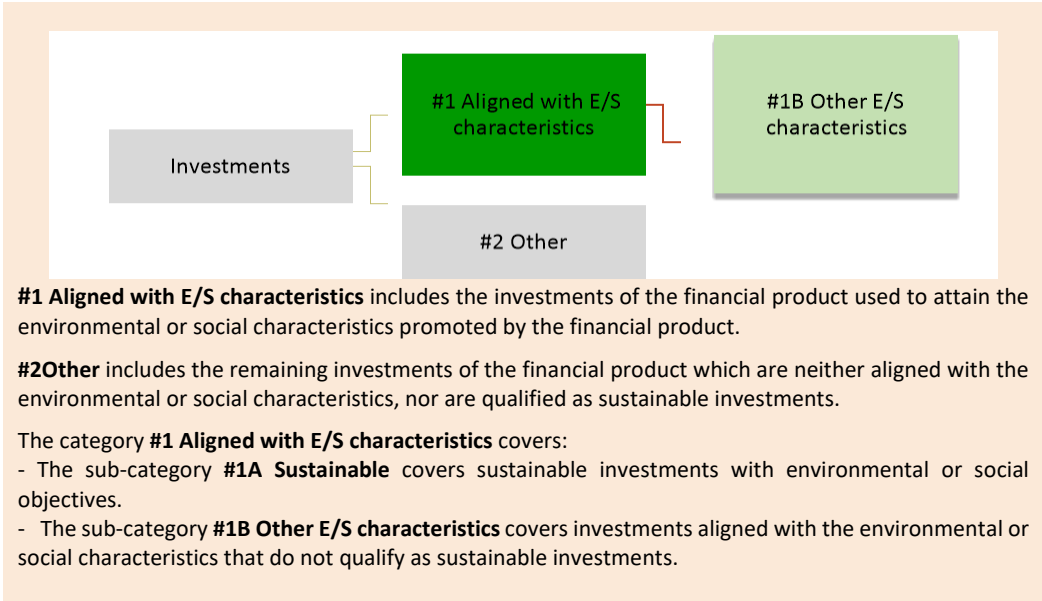 #1 Aligned with E/S
characteristics
#1B Other E/S
characteristics
Investments
#2 Other
#1 Aligned with E/S characteristics includes the investments of the financial product used to attain the
environmental or social characteristics promoted by the financial product.
#2Other includes the remaining investments of the financial product which are neither aligned with the
environmental or social characteristics, nor are qualified as sustainable investments.
The category #1 Aligned with E/S characteristics covers:
- The sub-category #1A Sustainable covers sustainable investments with environmental or social
objectives.
- The sub-category #1B Other E/S characteristics covers investments aligned with the environmental or
social characteristics that do not qualify as sustainable investments.